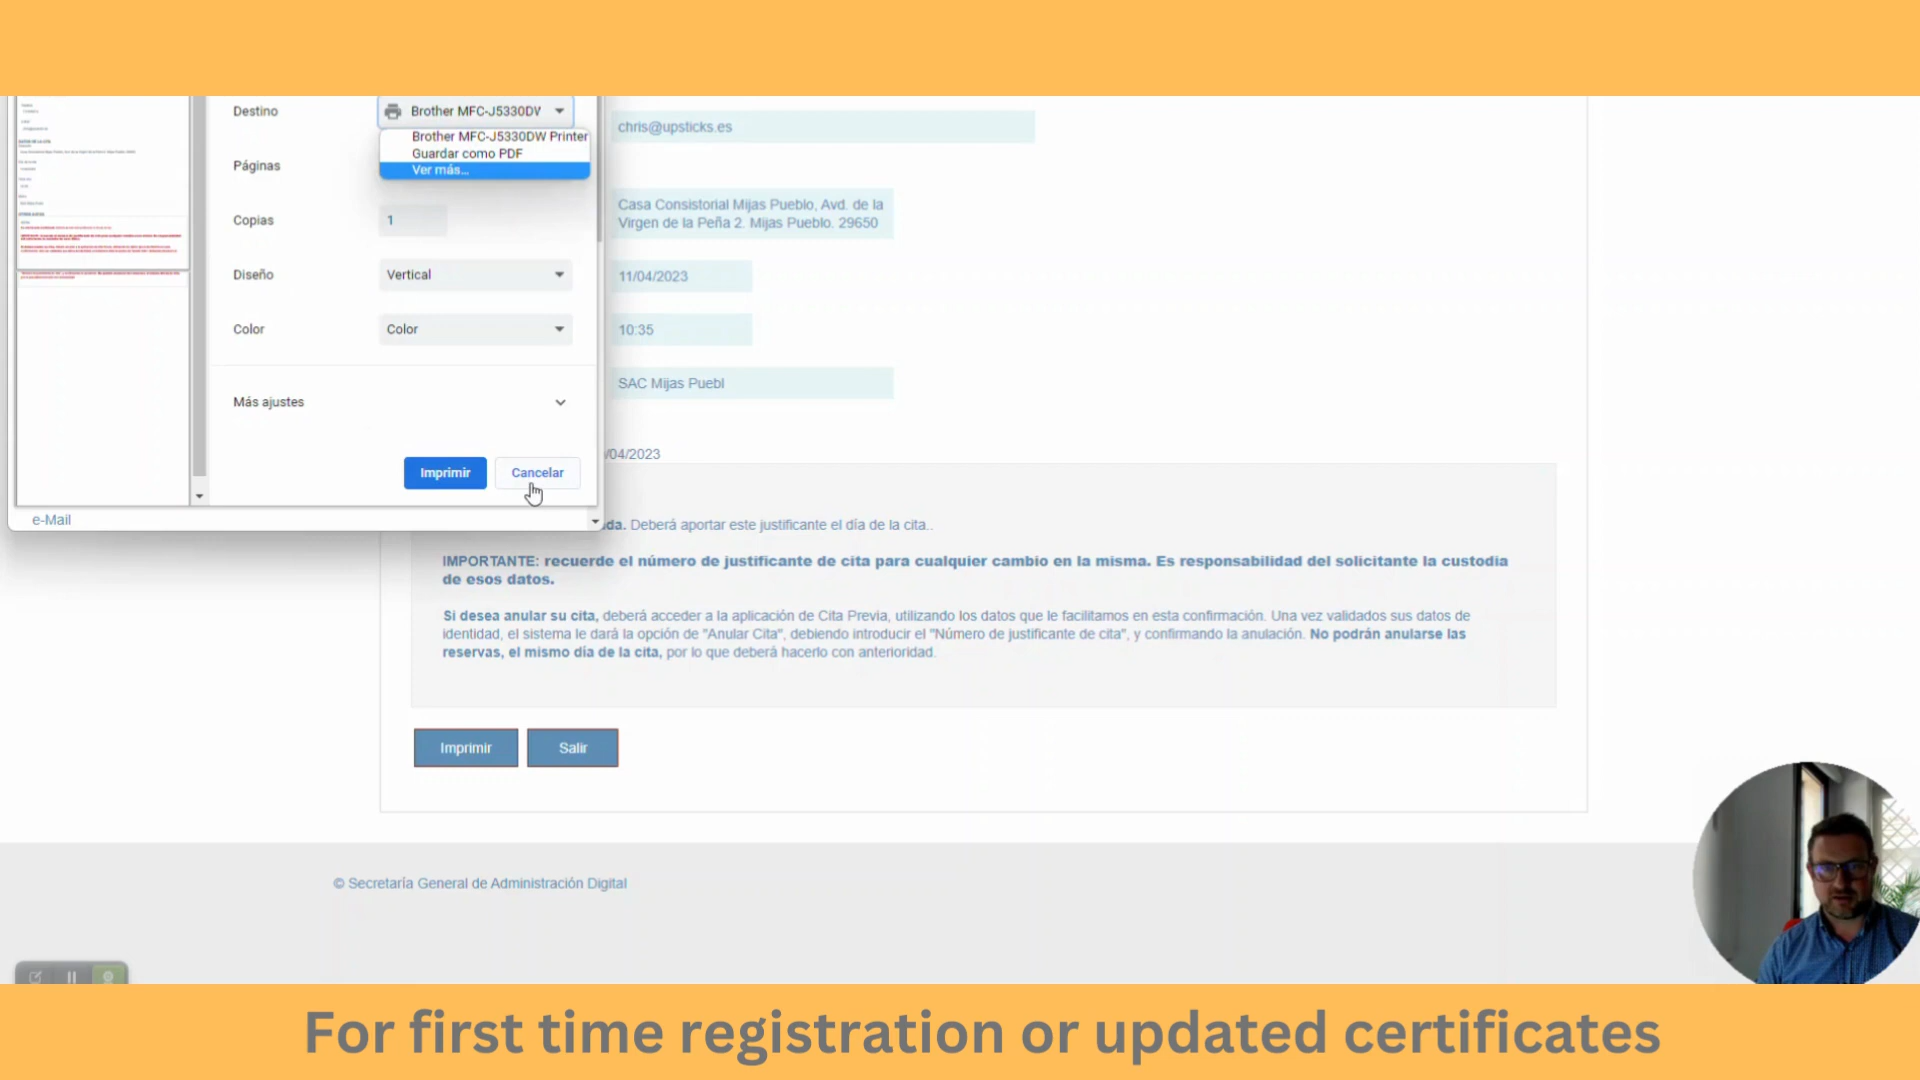 Destino
Brother MFC-J5330DV
Brother MFC-J5330DW Printer
Guardar como PDF
Ver más...
Páginas
Copias
1
Diseño
Vertical
Color
Color
Más ajustes
Imprimir
Cancelar
e-Mail
chris@upsticks.es
Casa Consistorial Mijas Pueblo, Avd. de la
Virgen de la Peña 2. Mijas Pueblo. 29650
11/04/2023
10:35
SAC Mijas Puebl
/04/2023
da. Deberá aportar este justificante el día de la cita..
IMPORTANTE: recuerde el número de justificante de cita para cualquier cambio en la misma. Es responsabilidad del solicitante la custodia
de esos datos.
Si desea anular su cita, deberá acceder a la aplicación de Cita Previa, utilizando los datos que le facilitamos en esta confirmación. Una vez validados sus datos de
identidad, el sistema le dará la opción de "Anular Cita", debiendo introducir el "Número de justificante de cita", y confirmando la anulación. No podrán anularse las
reservas, el mismo día de la cita, por lo que deberá hacerlo con anterioridad.
Imprimir
Salir
© Secretaría General de Administración Digital
For first time registration or updated certificates